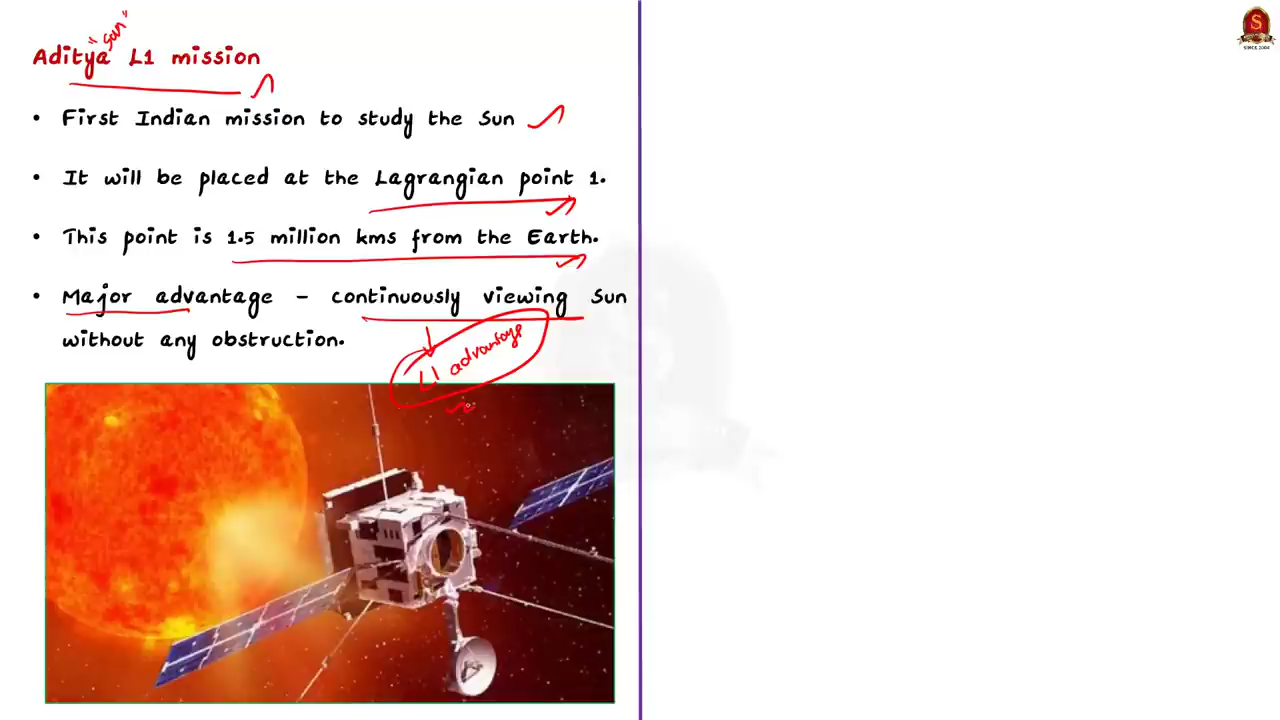 "Sun"
Aditya L1 mission
• First Indian mission to study the Sun
• It will be placed at the Lagrangian point 1.
• This point is 1.5 million kms from the Earth.
• Major advantage - continuously viewing Sun
without any obstruction.
L1 advantage
S
SINCE 2004